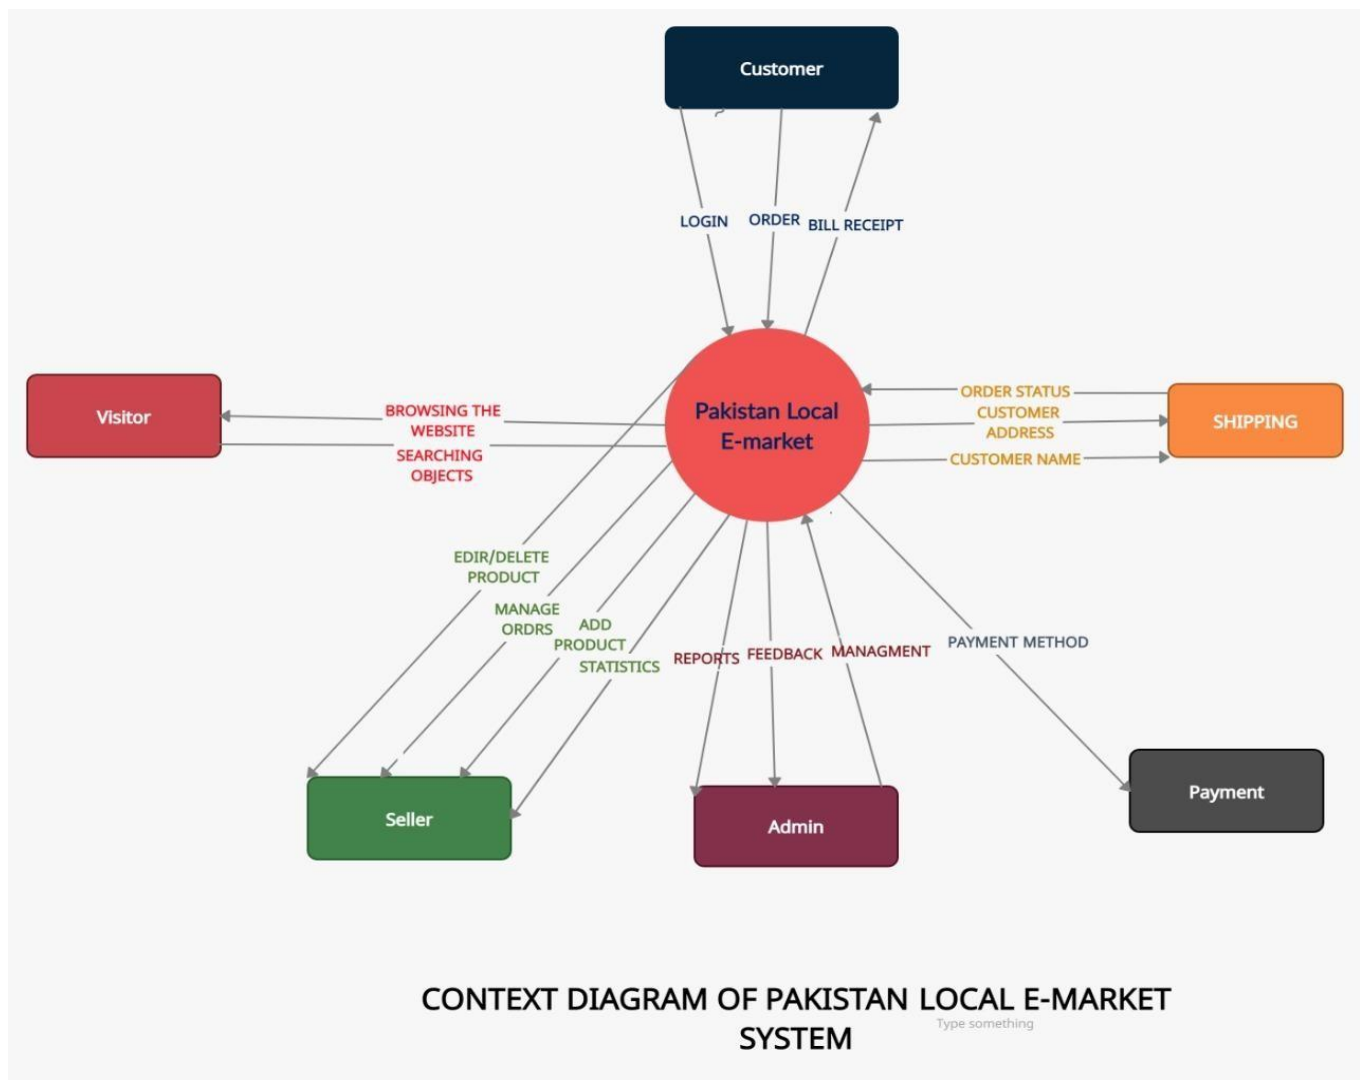 Customer
LOGIN
ORDER
BILL RECEIPT
Visitor
BROWSING THE
WEBSITE
SEARCHING
OBJECTS
Pakistan Local
E-market
ORDER STATUS
CUSTOMER
ADDRESS
CUSTOMER NAME
SHIPPING
EDIR/DELETE
PRODUCT
MANAGE
ORDRS
ADD
PRODUCT
STATISTICS
REPORTS
FEEDBACK
MANAGMENT
PAYMENT METHOD
Seller
Admin
Payment
CONTEXT DIAGRAM OF PAKISTAN LOCAL E-MARKET
SYSTEM
Type something